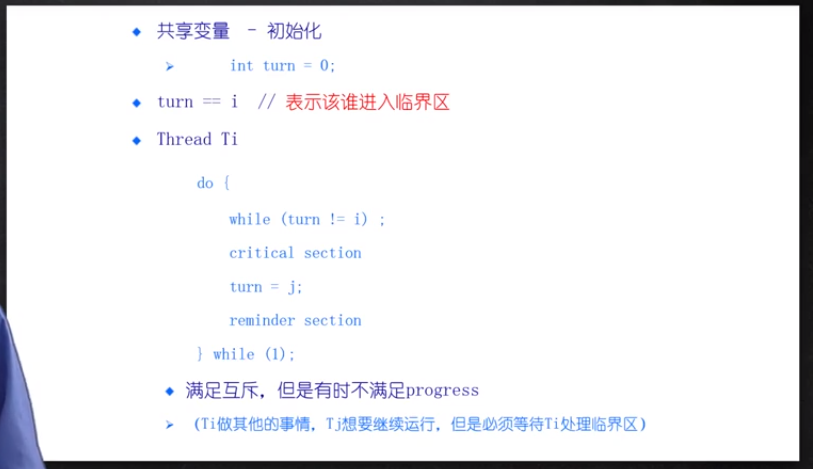 共享变量 - 初始化
int turn = 0;
turn == i // 表示该谁进入临界区
Thread Ti
do {
while (turn != i) ;
critical section
turn = j;
reminder section
} while (1);
满足互斥，但是有时不满足progress
（Ti做其他的事情，Tj想要继续运行，但是必须等待Ti处理临界区）